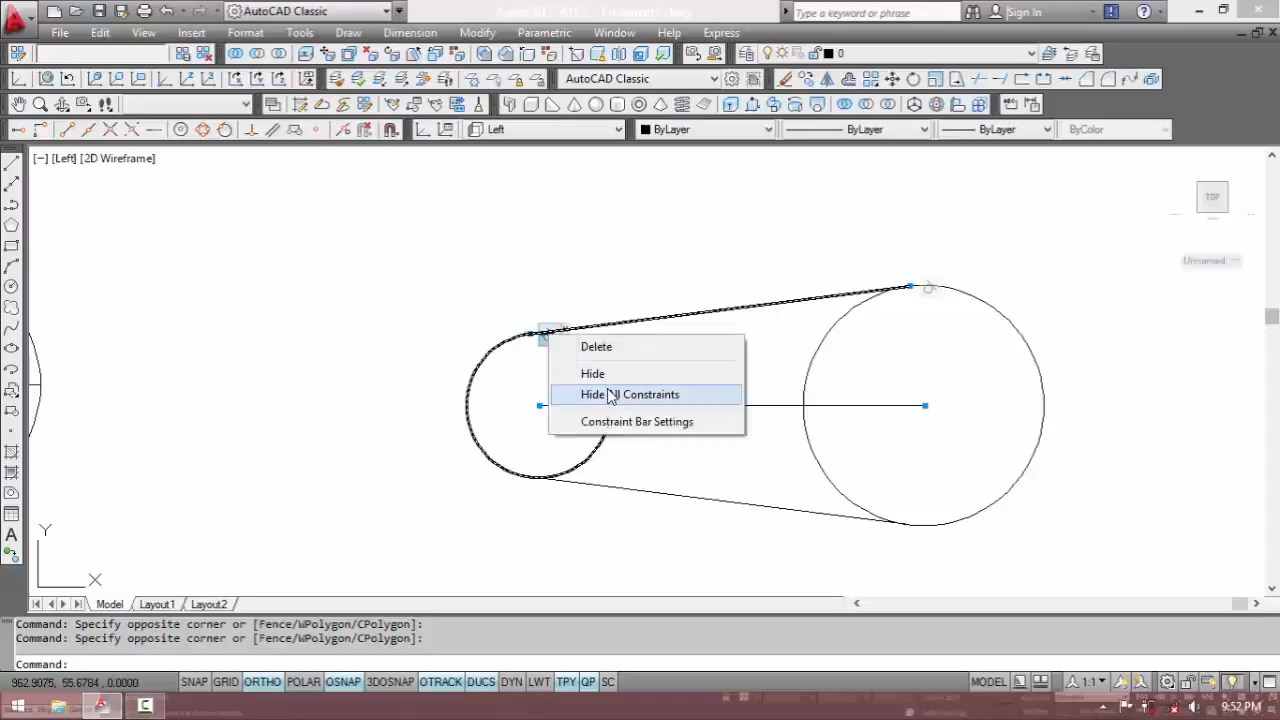 AutoCAD Classic
Type a keyword or phrase
Sign In
File Edit View Insert Format Tools Draw Dimension Modify Parametric Window Help Express
0
AutoCAD Classic
Left ByLayer ByLayer ByLayer ByColor
[−] [Left] [2D Wireframe]
TOP
Unnamed
Delete
Hide
Hide All Constraints
Constraint Bar Settings
Y
X
A
Model Layout1 Layout2
Command: Specify opposite corner or [Fence/WPolygon/CPolygon]:
Command: Specify opposite corner or [Fence/WPolygon/CPolygon]:
Command:
962.9075, 55.6784, 0.0000 SNAP GRID ORTHO POLAR OSNAP 3DOSNAP OTRACK DUCS DYN LWT TPY QP SC MODEL 1:1
9:52 PM